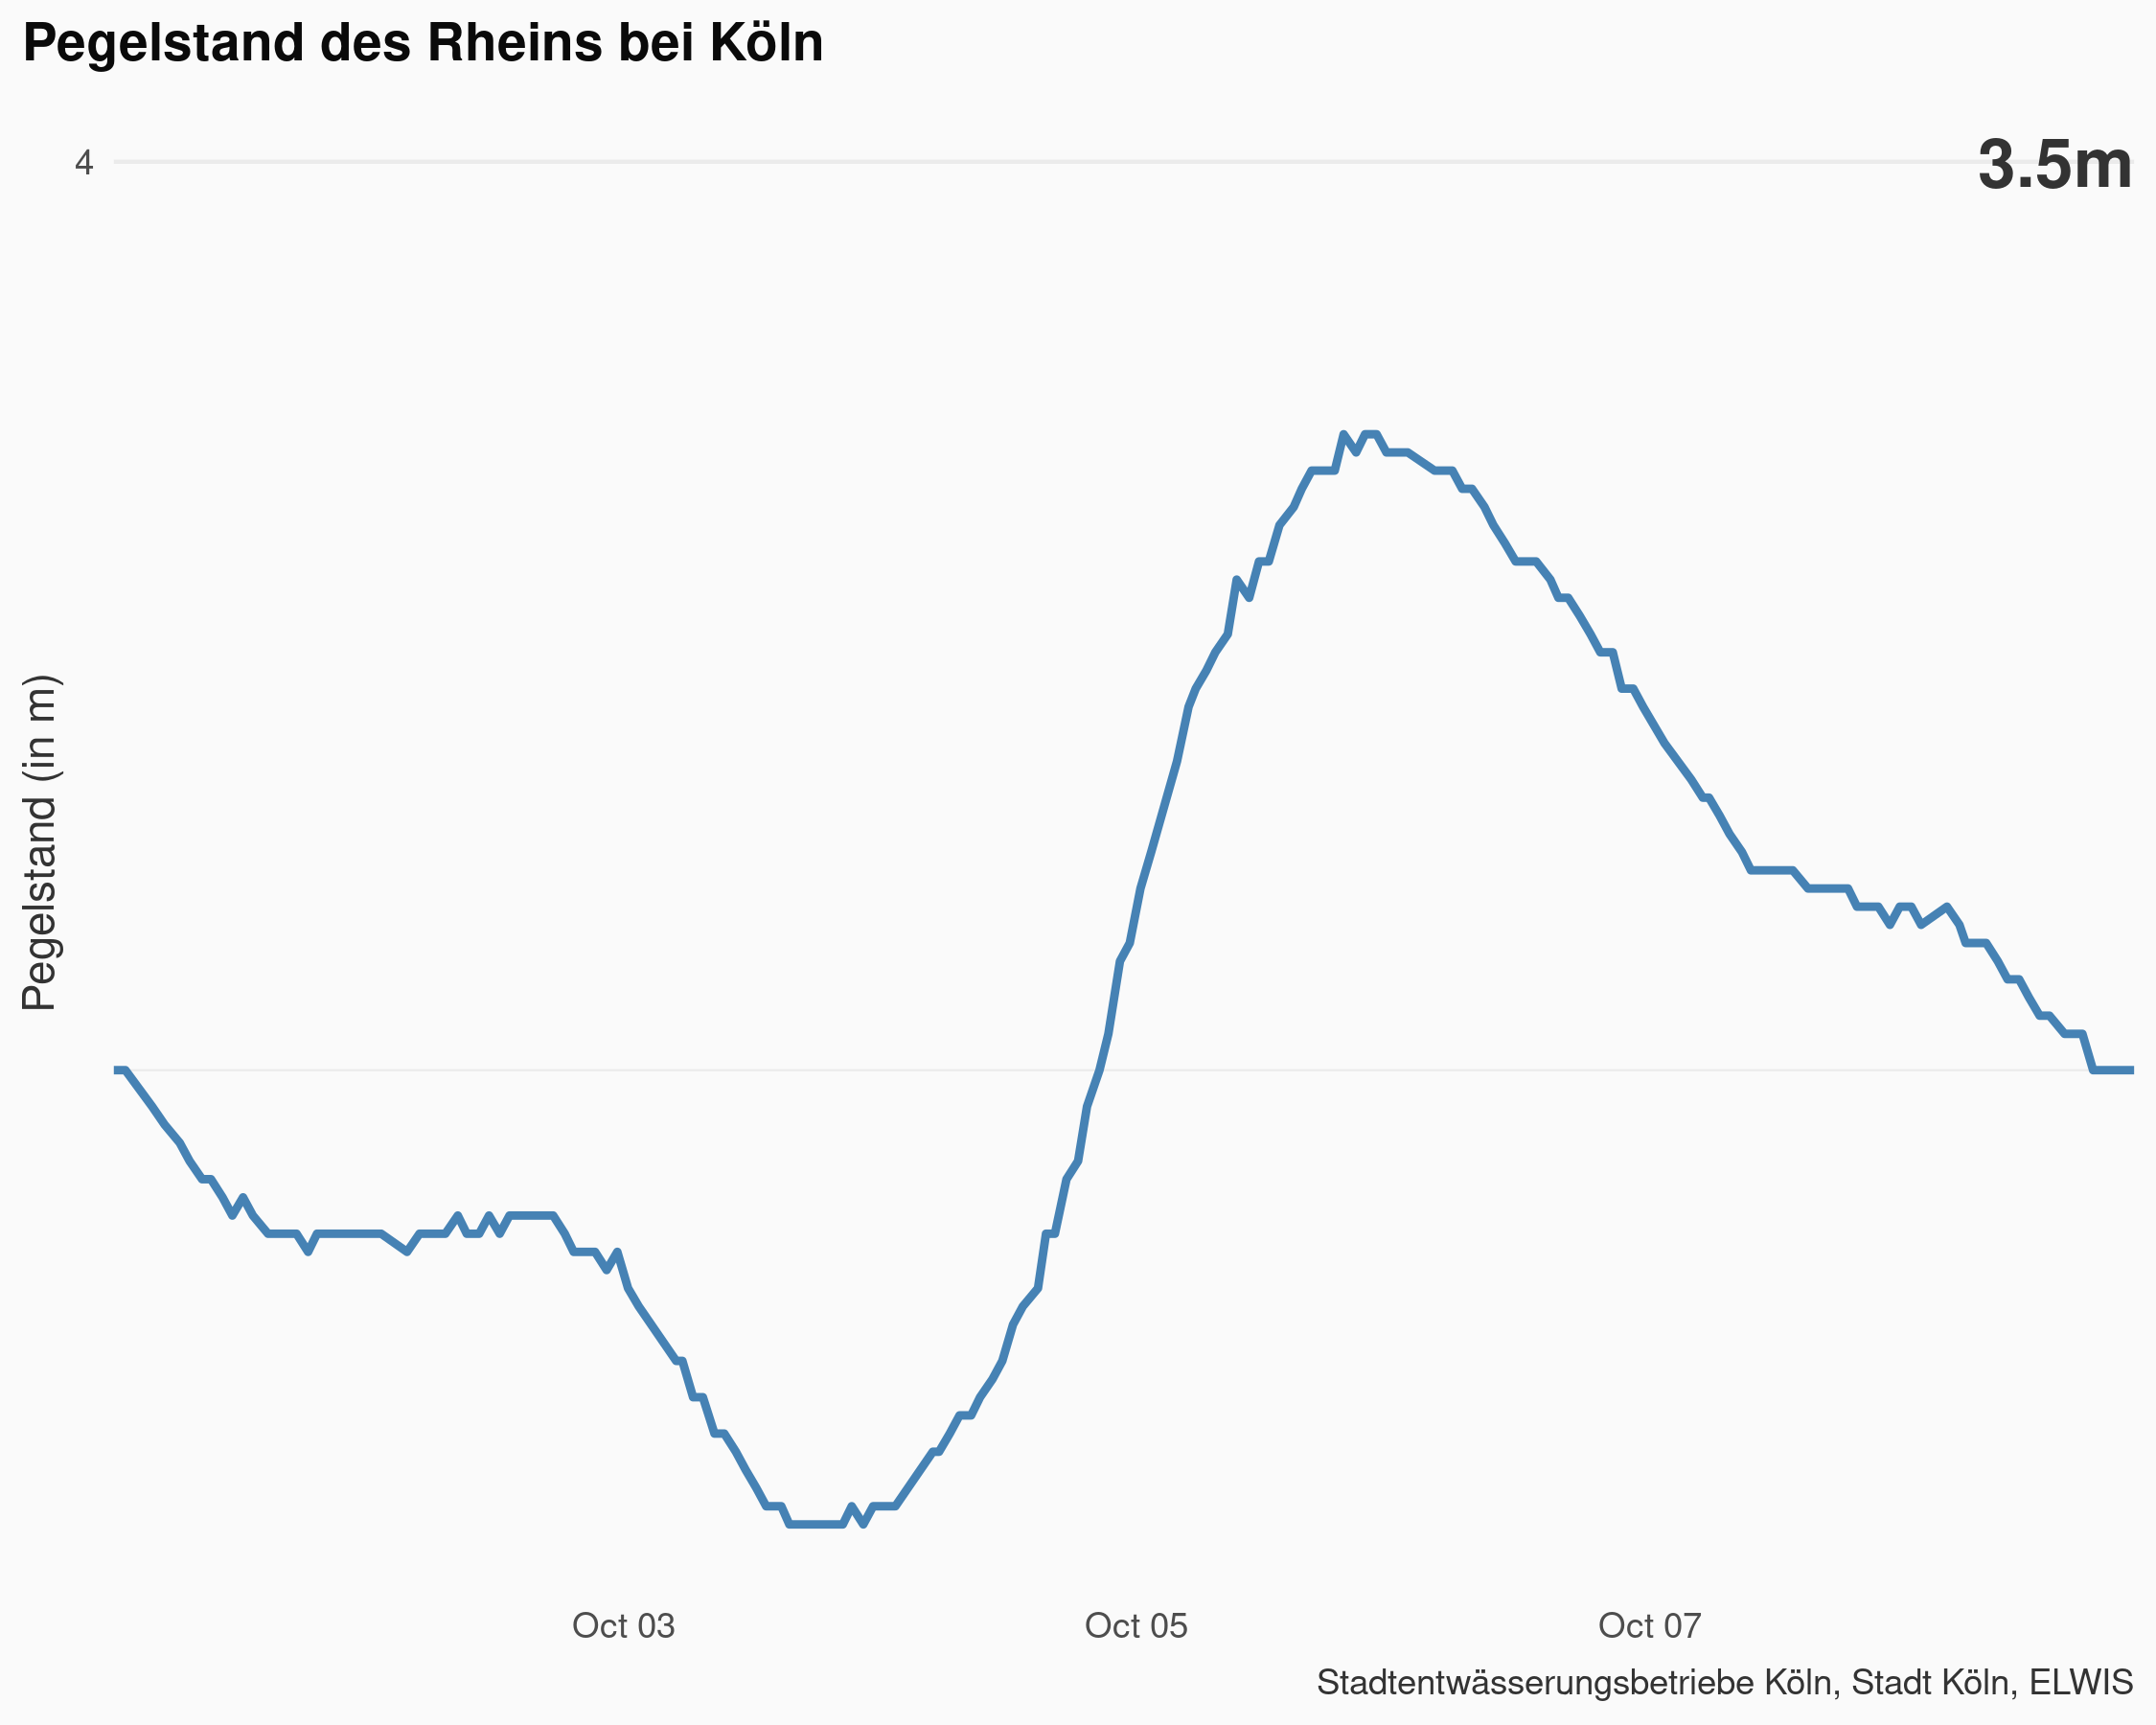 Pegelstand des Rheins bei Köln
4
3.5m
Pegelstand (in m)
Oct 03
Oct 05
Oct 07
Stadtentwässerungsbetriebe Köln, Stadt Köln, ELWIS